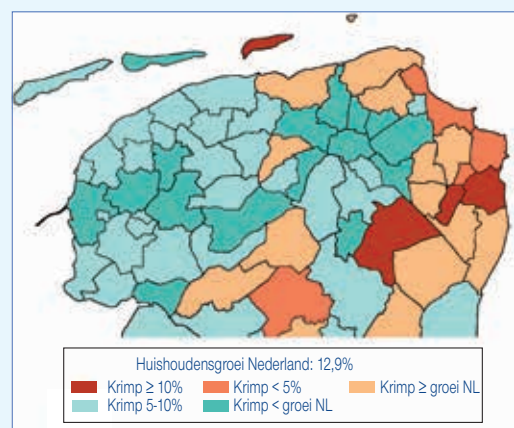 Huishoudensgroei Nederland: 12,9%
Krimp ≥ 10% Krimp < 5% Krimp ≥ groei NL
Krimp 5-10% Krimp < groei NL